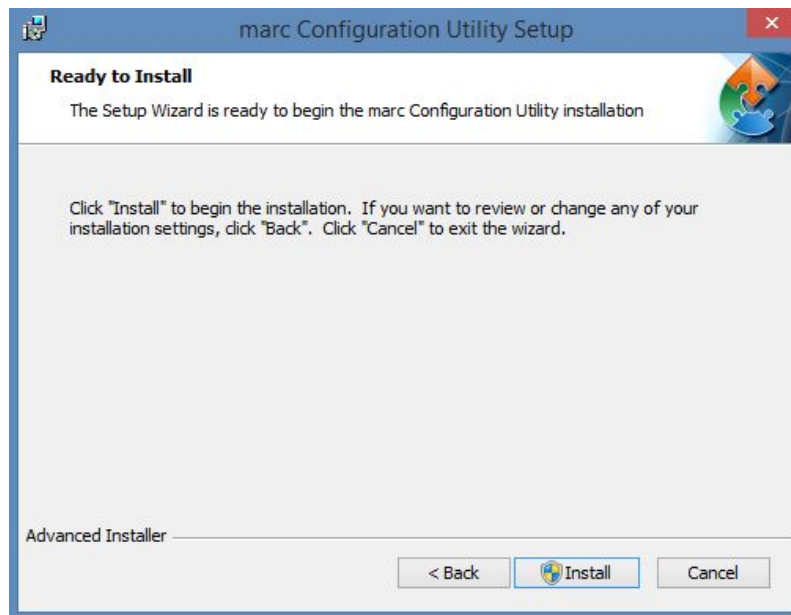 marc Configuration Utility Setup
Ready to Install
The Setup Wizard is ready to begin the marc Configuration Utility installation
Click "Install" to begin the installation.  If you want to review or change any of your
installation settings, click "Back".  Click "Cancel" to exit the wizard.
Advanced Installer
< Back
Install
Cancel